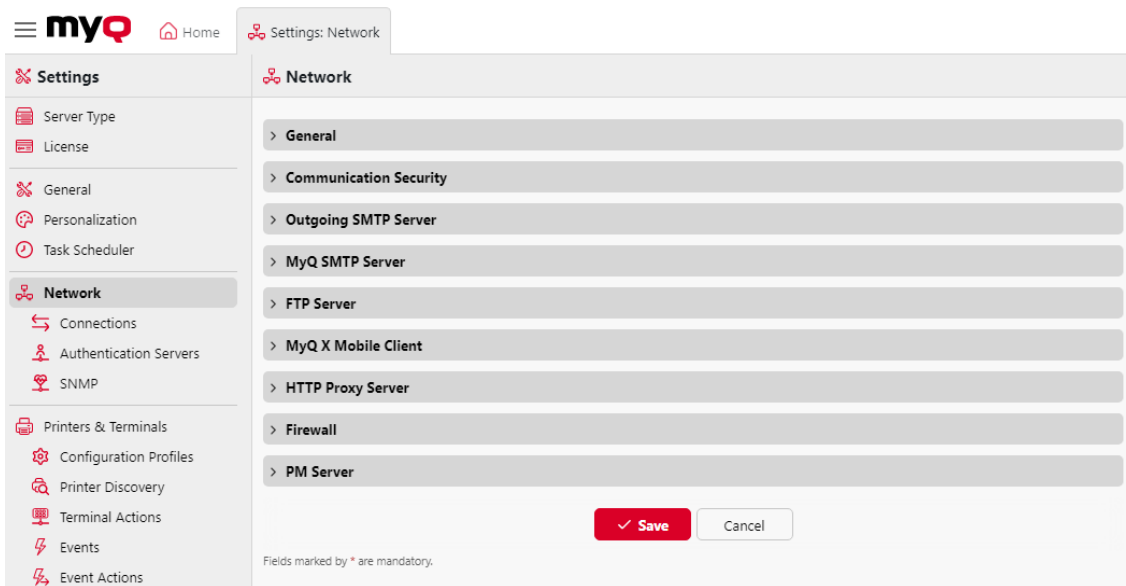 myQ
Home
Settings: Network
Settings
Server Type
License
General
Personalization
Task Scheduler
Network
Connections
Authentication Servers
SNMP
Printers & Terminals
Configuration Profiles
Printer Discovery
Terminal Actions
Events
Event Actions
Network
General
Communication Security
Outgoing SMTP Server
MyQ SMTP Server
FTP Server
MyQ X Mobile Client
HTTP Proxy Server
Firewall
PM Server
Save
Cancel
Fields marked by * are mandatory.